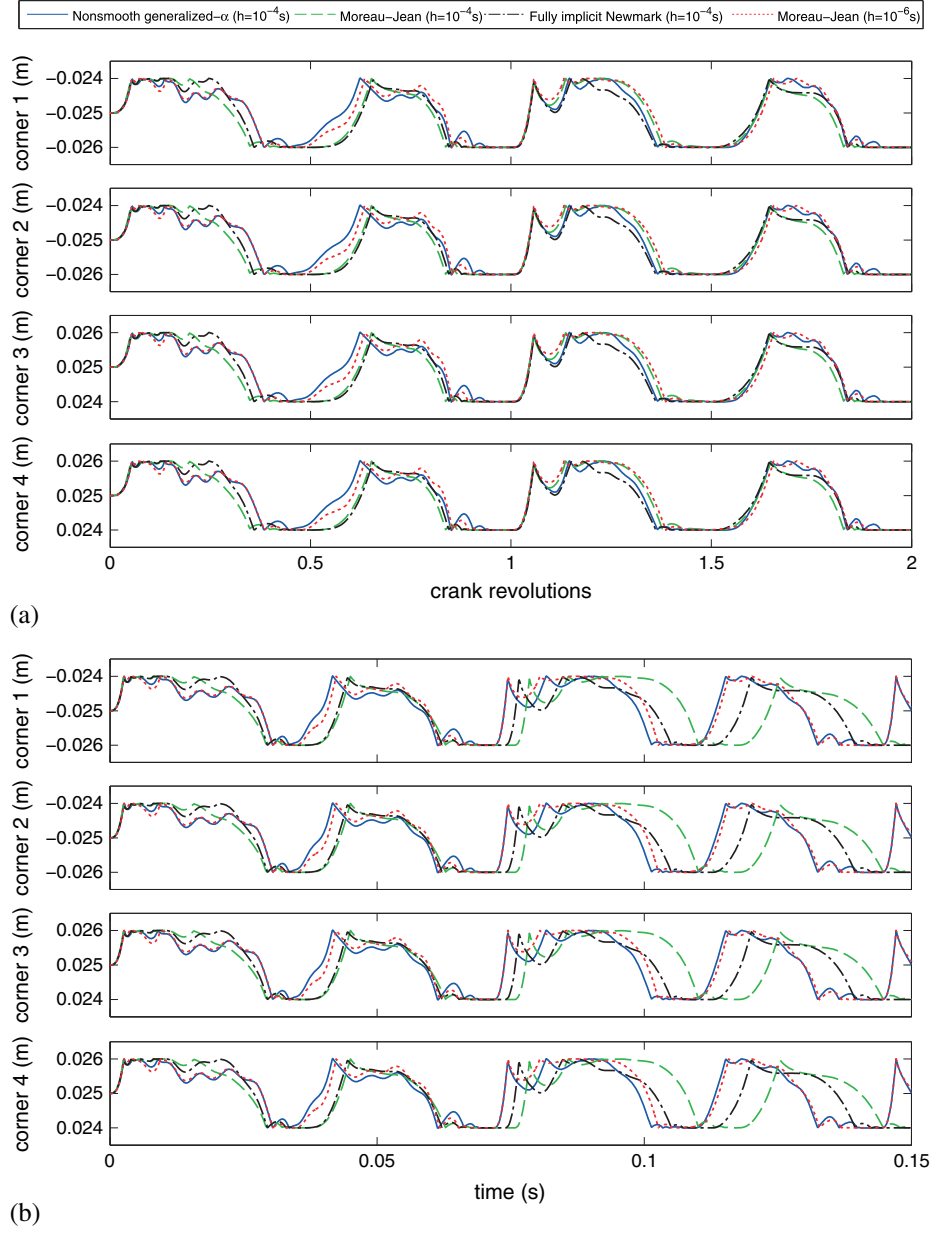 Nonsmooth generalized−α (h=10⁻⁴s) Moreau−Jean (h=10⁻⁴s) Fully implicit Newmark (h=10⁻⁴s) Moreau−Jean (h=10⁻⁶s)
corner 1 (m)
−0.024
−0.025
−0.026
corner 2 (m)
−0.024
−0.025
−0.026
corner 3 (m)
0.026
0.025
0.024
corner 4 (m)
0.026
0.025
0.024
0 0.5 1 1.5 2
crank revolutions
(a)
corner 1 (m)
−0.024
−0.025
−0.026
corner 2 (m)
−0.024
−0.025
−0.026
corner 3 (m)
0.026
0.025
0.024
corner 4 (m)
0.026
0.025
0.024
0 0.05 0.1 0.15
time (s)
(b)